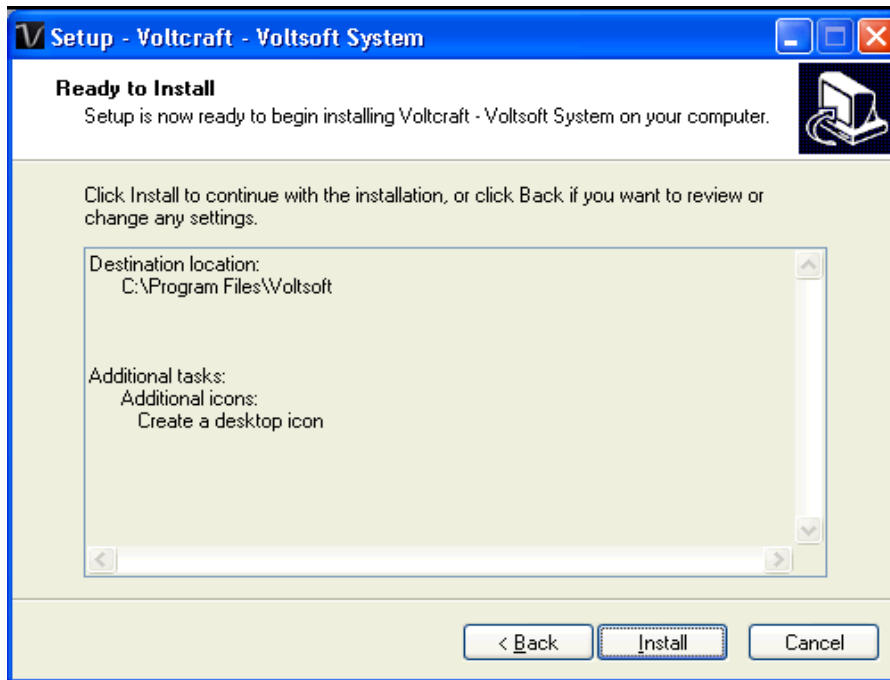 Setup - Voltcraft - Voltsoft System
Ready to Install
Setup is now ready to begin installing Voltcraft - Voltsoft System on your computer.
Click Install to continue with the installation, or click Back if you want to review or
change any settings.
Destination location:
C:\Program Files\Voltsoft
Additional tasks:
Additional icons:
Create a desktop icon
< Back
Install
Cancel